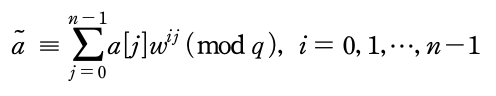 ã ≡ ∑_{j=0}^{n−1} a[j]w^{ij} (mod q), i = 0, 1, ⋯, n−1